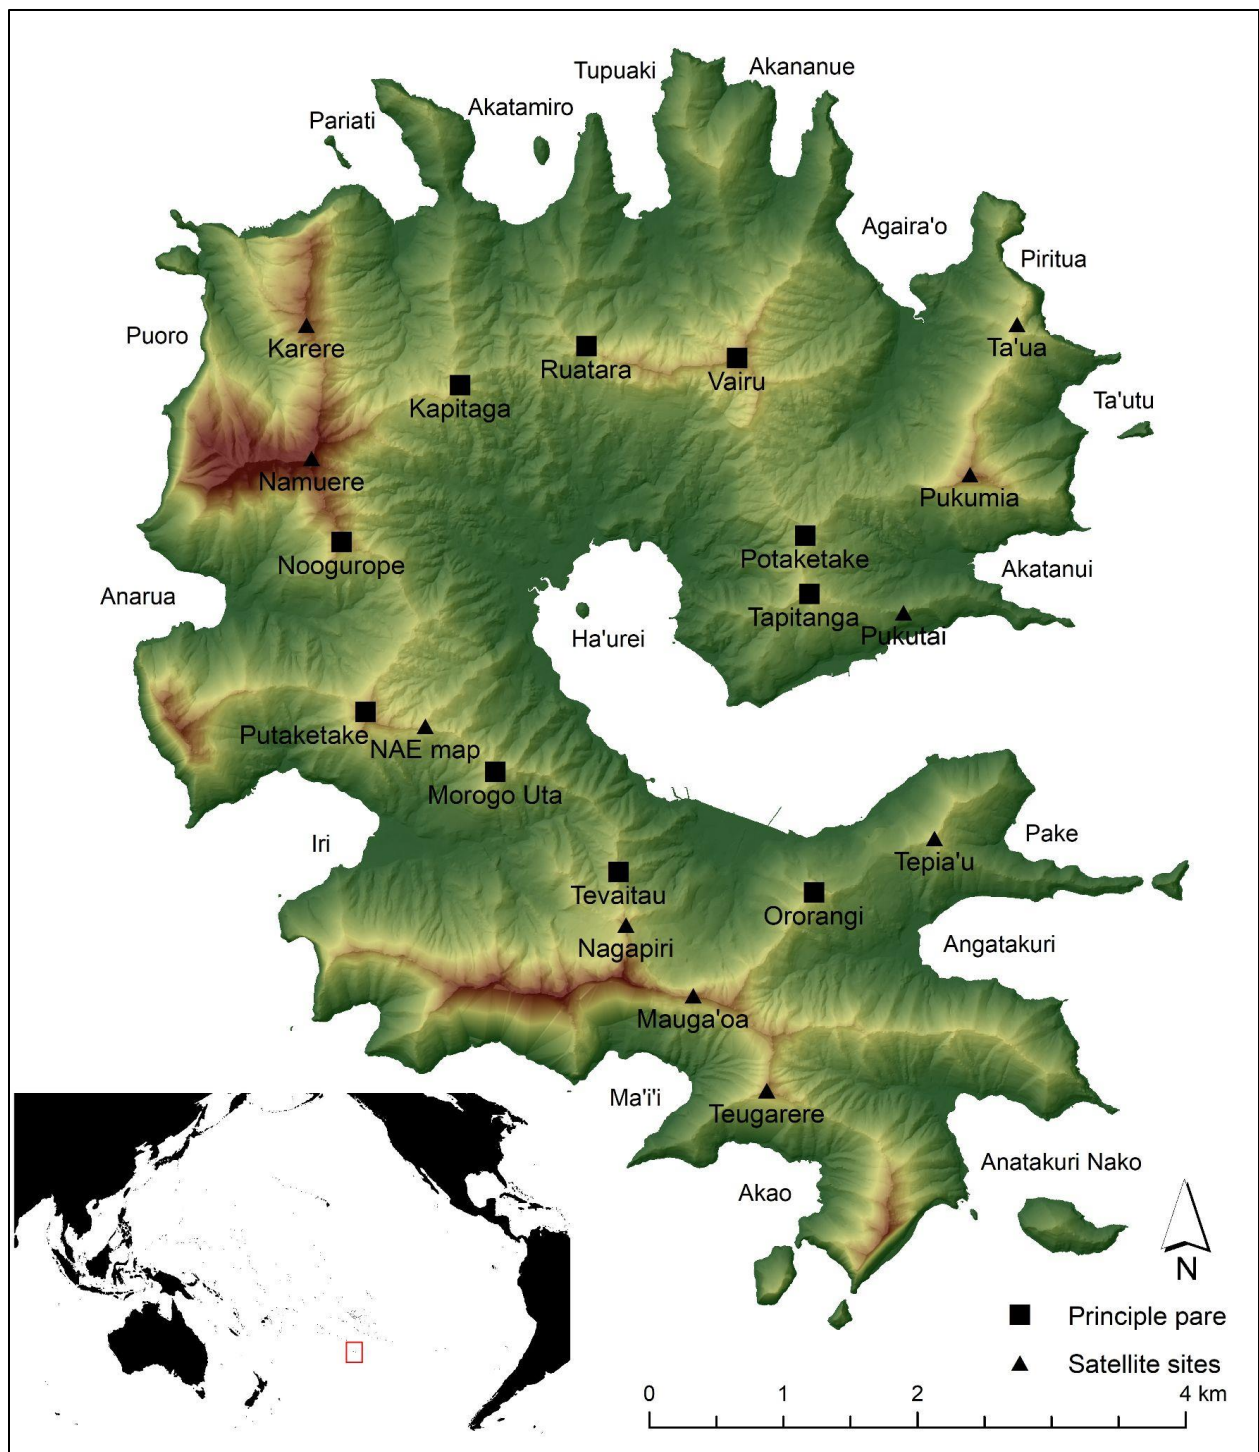 Tupuaki
Akananue
Akatamiro
Pariati
Agaira'o
Piritua
Puoro
Karere
Ta'ua
Ruatara
Vairu
Kapitaga
Ta'utu
Namuere
Pukumia
Noogurope
Potaketake
Akatanui
Anarua
Tapitanga
Ha'urei
Pukutai
Putaketake
NAE map
Morogo Uta
Iri
Pake
Tepia'u
Tevaitau
Ororangi
Nagapiri
Angatakuri
Mauga'oa
Ma'i'i
Teugarere
Anatakuri Nako
Akao
N
Principle pare
Satellite sites
0 1 2 4 km